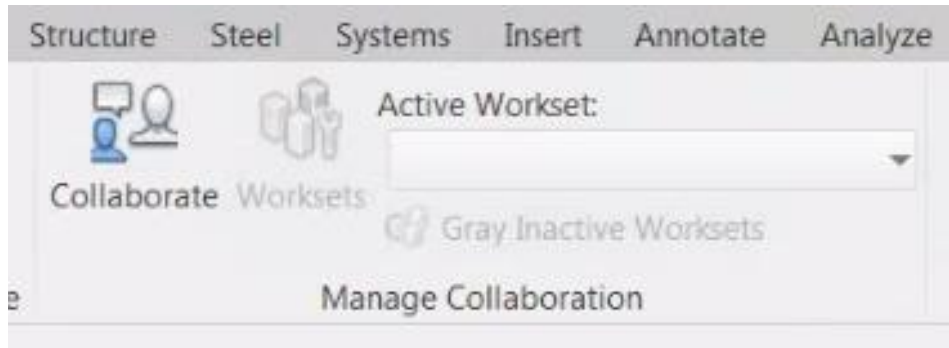 Structure Steel Systems Insert Annotate Analyze
Active Workset:
Collaborate Worksets
Gray Inactive Worksets
Manage Collaboration